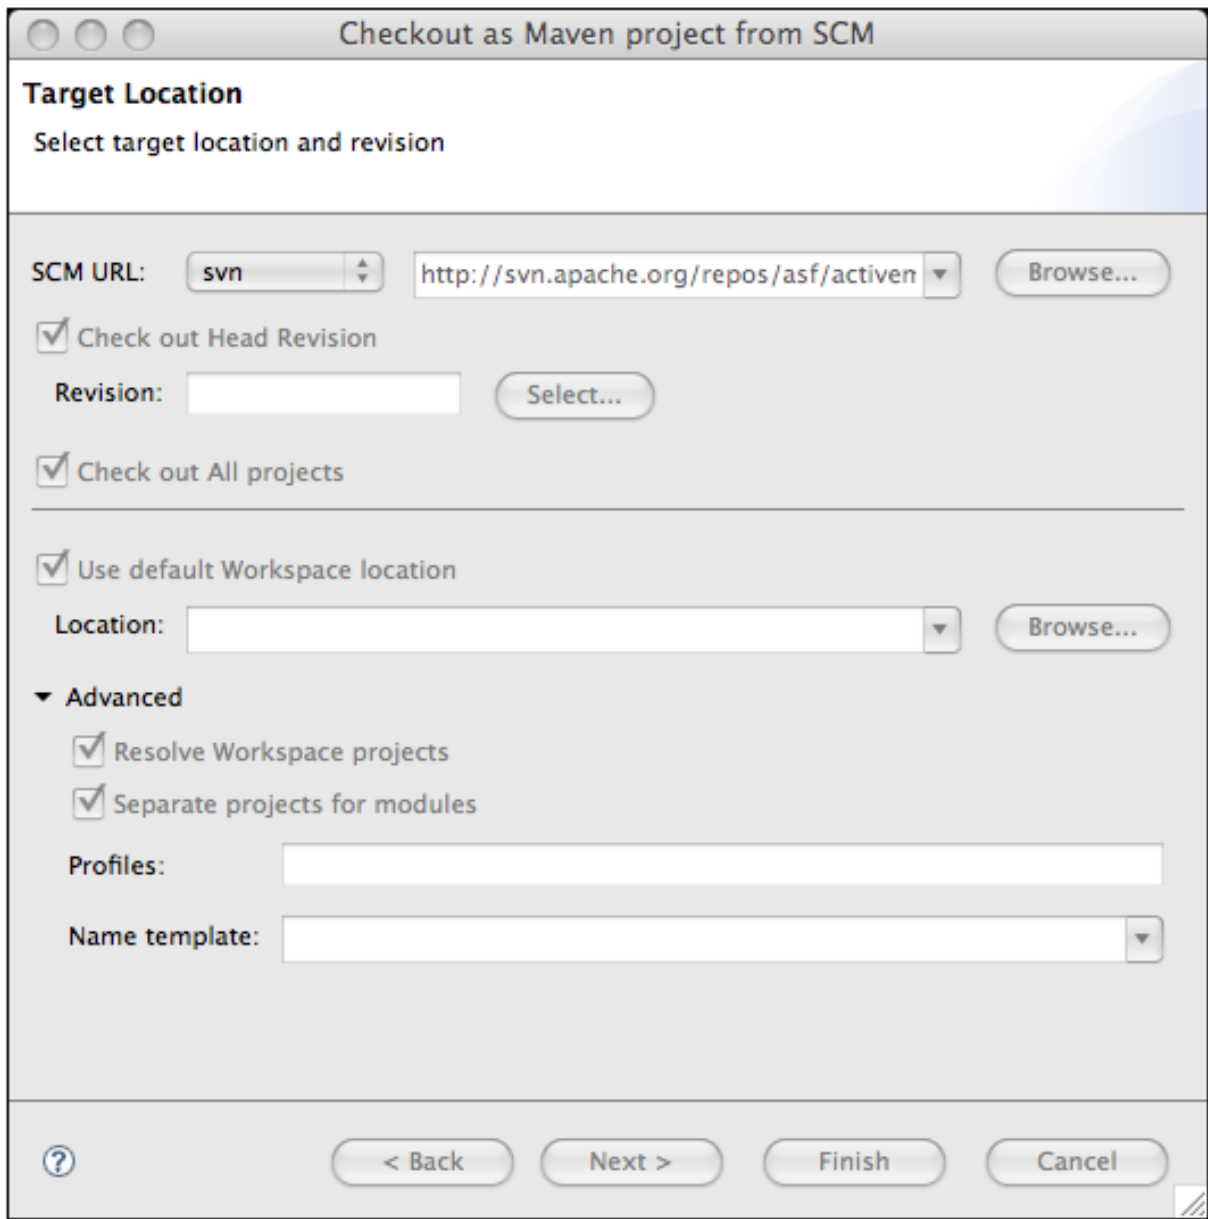 Checkout as Maven project from SCM
Target Location
Select target location and revision
SCM URL: svn http://svn.apache.org/repos/asf/activem Browse...
Check out Head Revision
Revision: Select...
Check out All projects
Use default Workspace location
Location: Browse...
Advanced
Resolve Workspace projects
Separate projects for modules
Profiles:
Name template:
? < Back Next > Finish Cancel